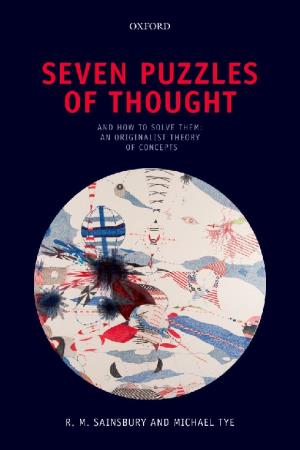 OXFORD
SEVEN PUZZLES
OF THOUGHT
AND HOW TO SOLVE THEM:
AN ORIGINALIST THEORY
OF CONCEPTS
R. M. SAINSBURY AND MICHAEL TYE